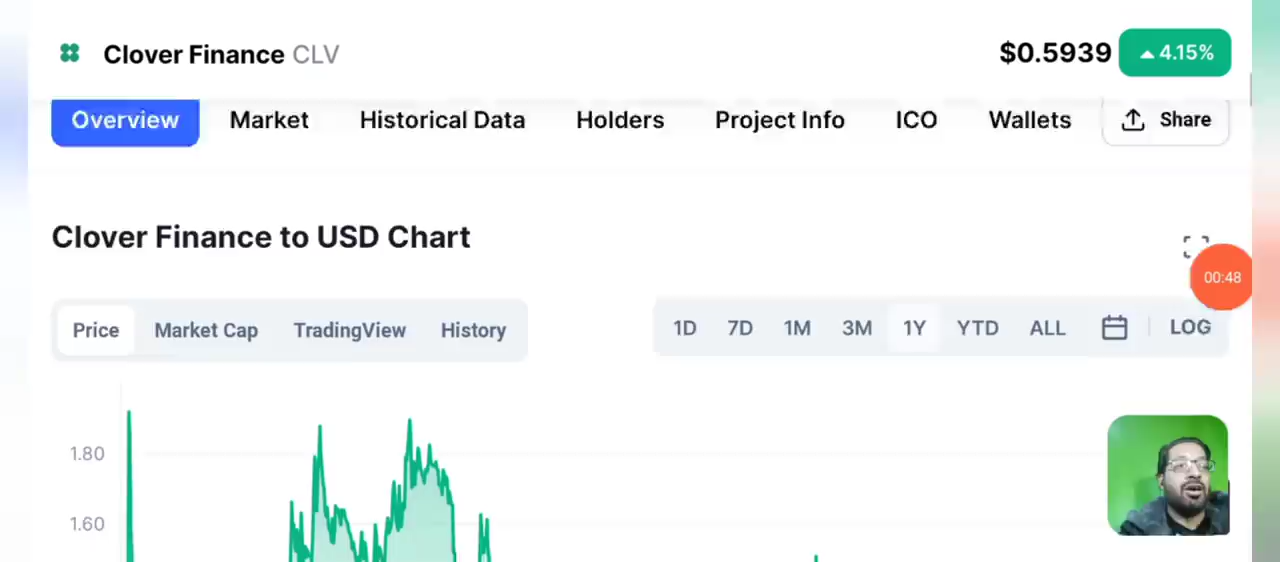 Clover Finance CLV
$0.5939
4.15%
Overview Market Historical Data Holders Project Info ICO Wallets Share
Clover Finance to USD Chart
00:48
Price Market Cap TradingView History
1D 7D 1M 3M 1Y YTD ALL LOG
1.80
1.60